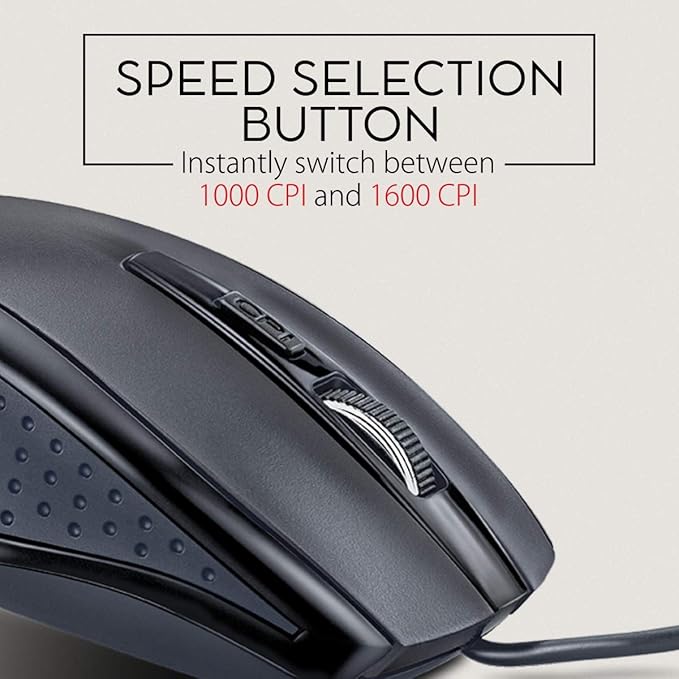 SPEED SELECTION
BUTTON
Instantly switch between
1000 CPI and 1600 CPI
CPI